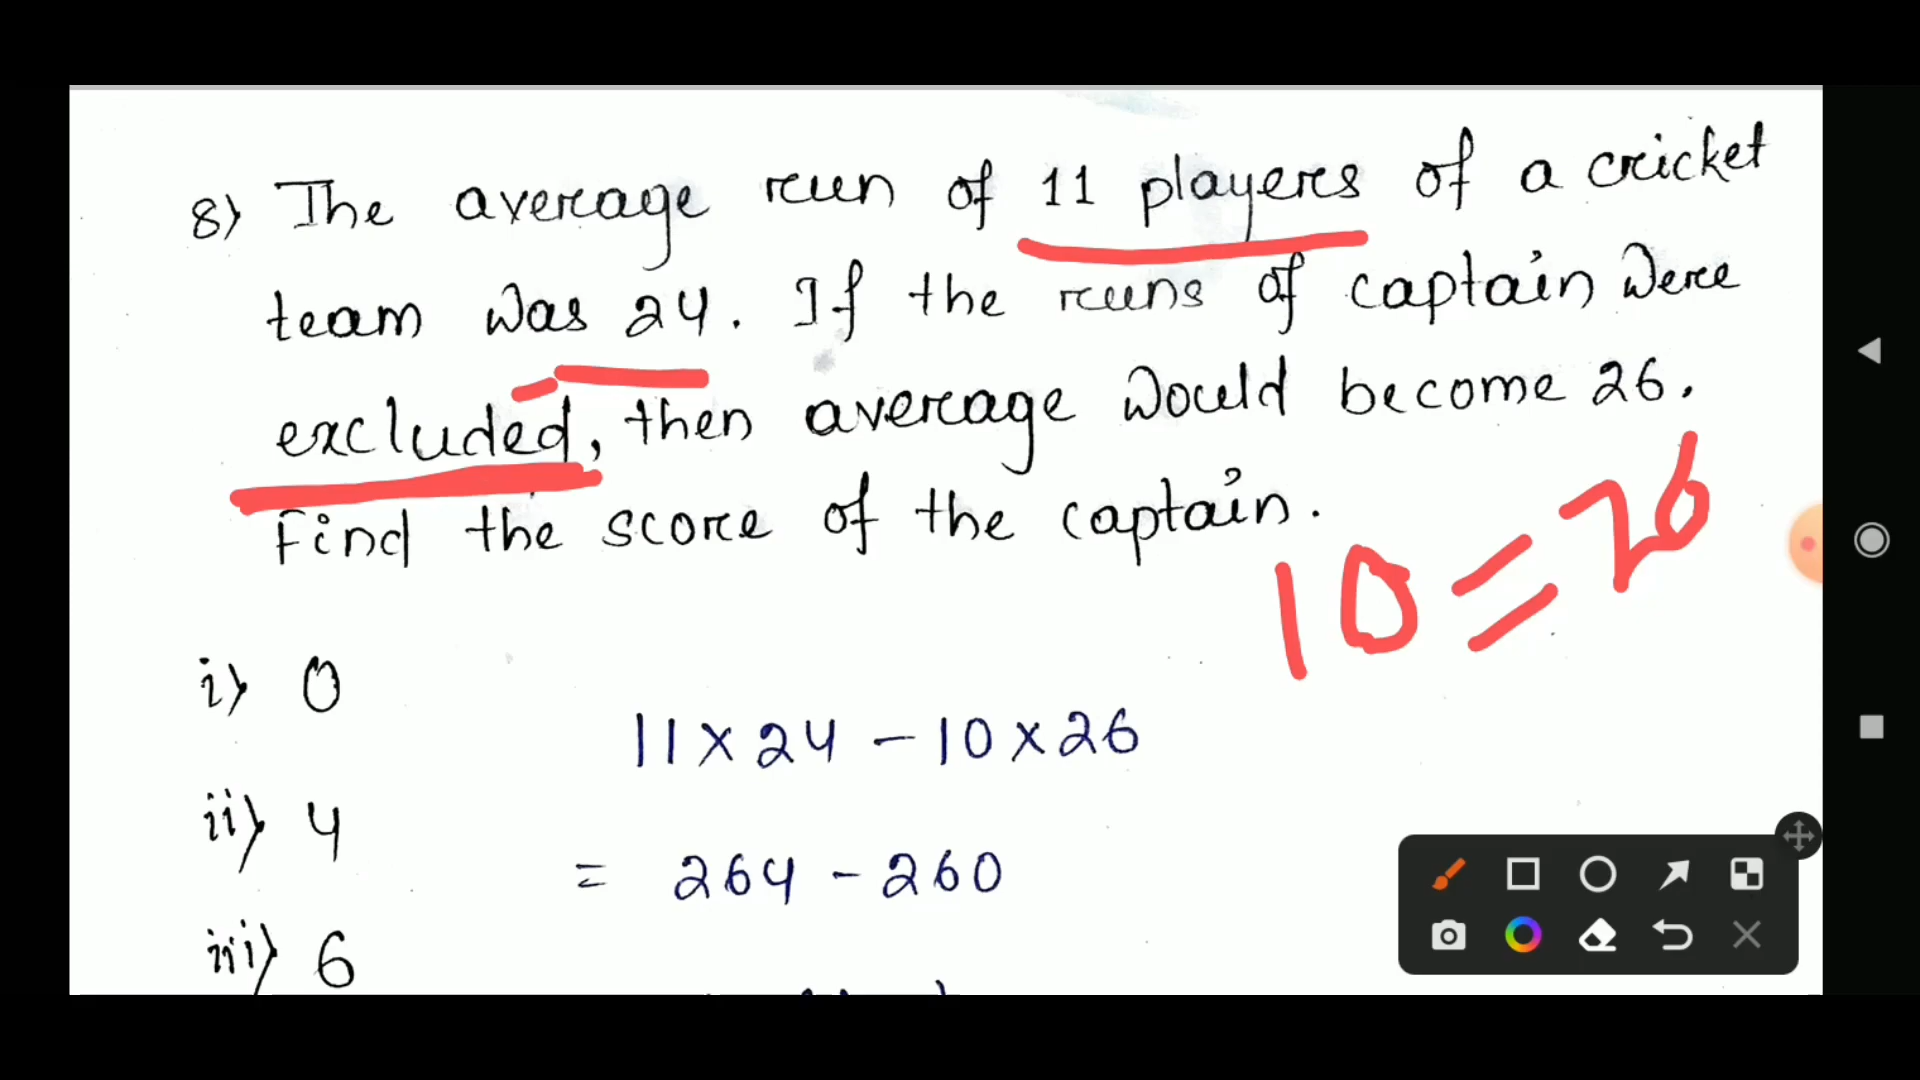 8) The average run of 11 players of a cricket
team was 24. If the runs of captain were
excluded, then average would become 26.
Find the score of the captain.
10=26
i) 0
11 x 24 - 10 x 26
ii) 4
= 264 - 260
iii) 6